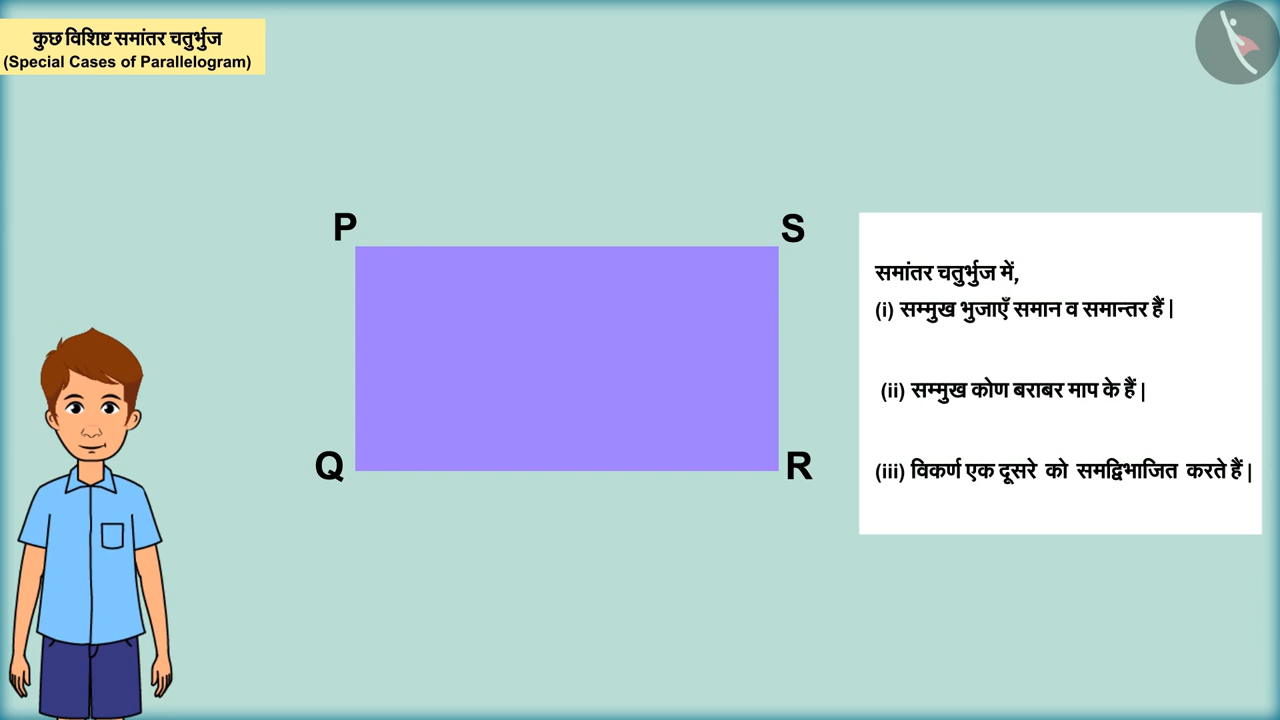 कुछ विशिष्ट समांतर चतुर्भुज
(Special Cases of Parallelogram)
P
S
Q
R
समांतर चतुर्भुज में,
(i) सम्मुख भुजाएँ समान व समान्तर हैं |
(ii) सम्मुख कोण बराबर माप के हैं |
(iii) विकर्ण एक दूसरे को समद्विभाजित करते हैं |